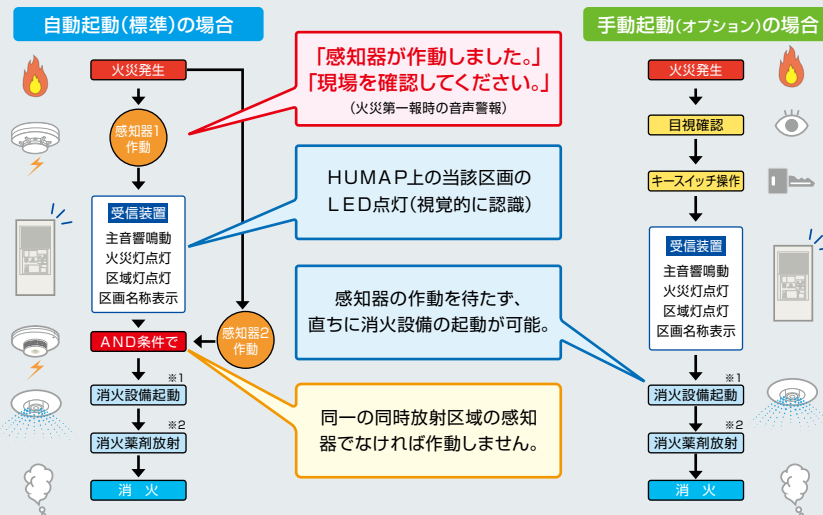 自動起動(標準)の場合
火災発生
感知器1
作動
受信装置
主音響鳴動
火災灯点灯
区域灯点灯
区画名称表示
AND条件で
感知器2
作動
※1
消火設備起動
※2
消火薬剤放射
消 火
「感知器が作動しました。」
「現場を確認してください。」
(火災第一報時の音声警報)
HUMAP上の当該区画の
LED点灯(視覚的に認識)
感知器の作動を待たず、
直ちに消火設備の起動が可能。
同一の同時放射区域の感知
器でなければ作動しません。
手動起動(オプション)の場合
火災発生
目視確認
キースイッチ操作
受信装置
主音響鳴動
火災灯点灯
区域灯点灯
区画名称表示
※1
消火設備起動
※2
消火薬剤放射
消 火